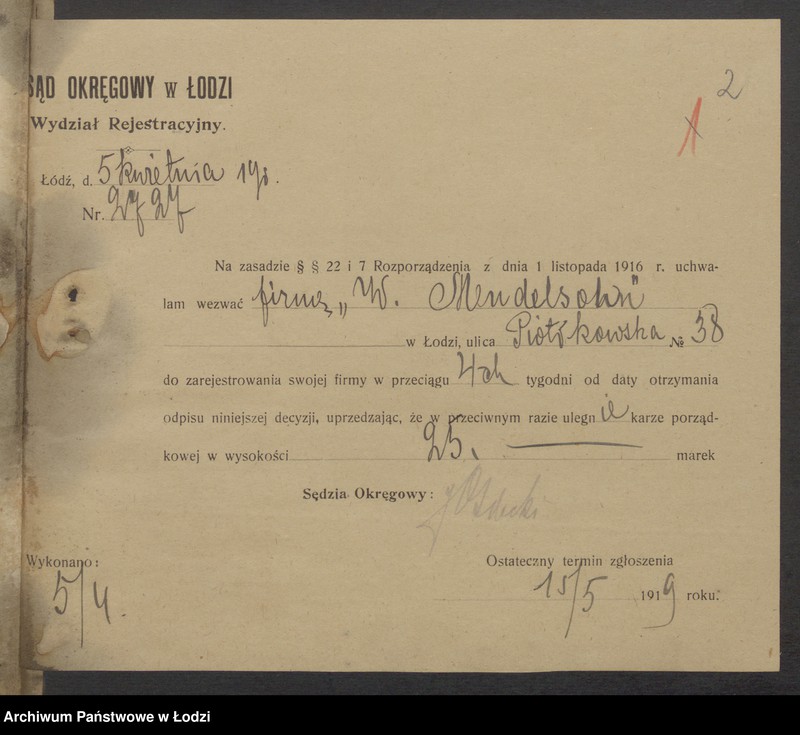 SĄD OKRĘGOWY w ŁODZI
2
1
Wydział Rejestracyjny.
Łódź, d. 5 kwietnia 19
Nr. 2727
Na zasadzie § § 22 i 7 Rozporządzenia z dnia 1 listopada 1916 r. uchwa-
lam wezwać firmę „W. Mendelsohn"
w Łodzi, ulica Piotrkowska № 38
do zarejestrowania swojej firmy w przeciągu 4ch tygodni od daty otrzymania
odpisu niniejszej decyzji, uprzedzając, że w przeciwnym razie ulegnie karze porząd-
kowej w wysokości 25. marek
Sędzia Okręgowy:
Wykonano:
5/4.
Ostateczny termin zgłoszenia
15/5 1919 roku.
Archiwum Państwowe w Łodzi